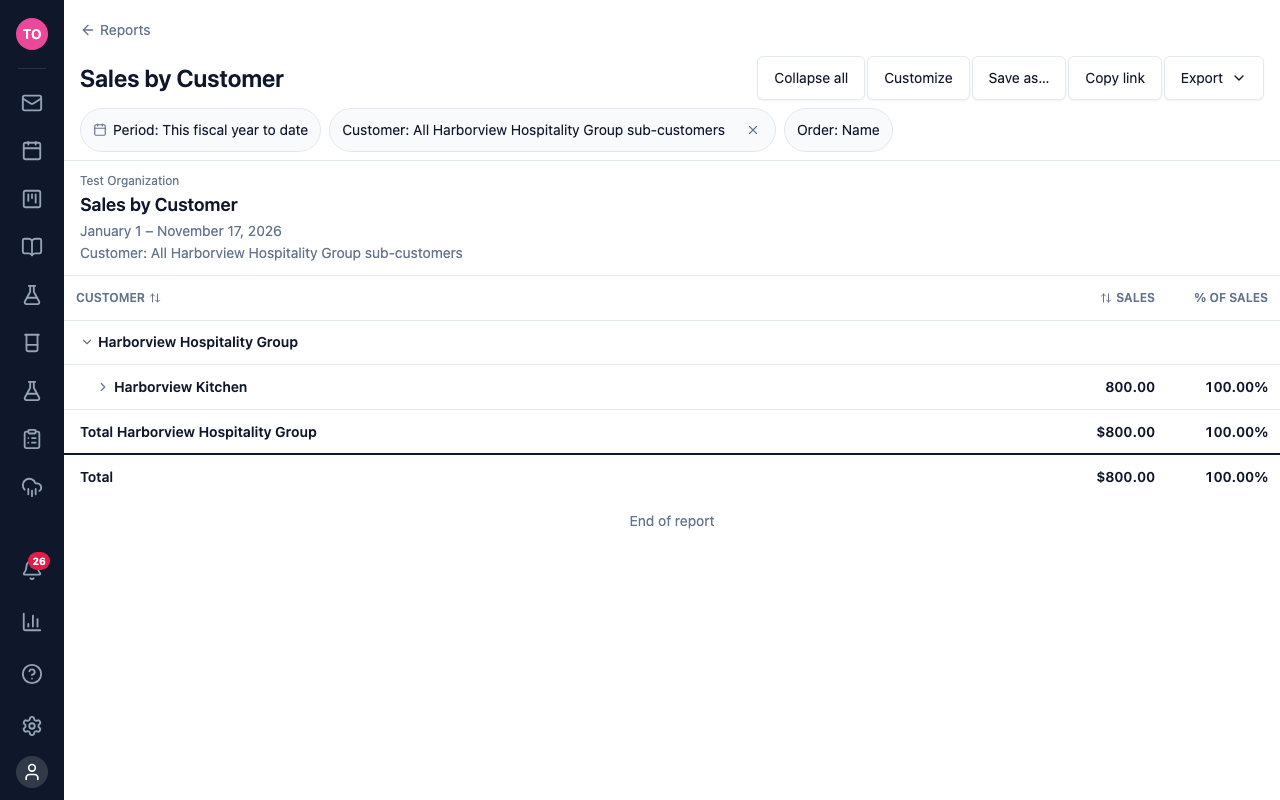 TO
Reports
Sales by Customer
Collapse all
Customize
Save as...
Copy link
Export
Period: This fiscal year to date
Customer: All Harborview Hospitality Group sub-customers
Order: Name
Test Organization
Sales by Customer
January 1 – November 17, 2026
Customer: All Harborview Hospitality Group sub-customers
CUSTOMER SALES % OF SALES
Harborview Hospitality Group
Harborview Kitchen 800.00 100.00%
Total Harborview Hospitality Group $800.00 100.00%
Total $800.00 100.00%
End of report
26